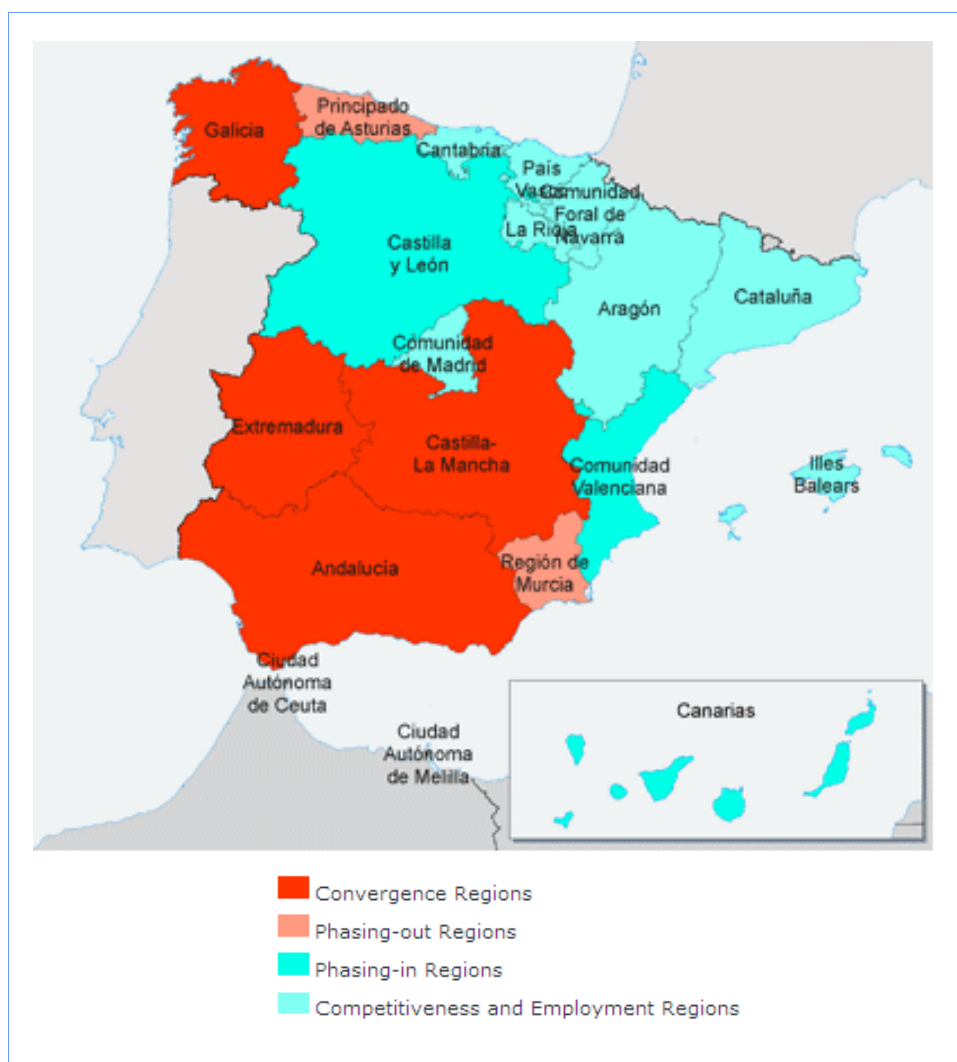 Principado
de Asturias
Galicia
Cantabria
País
Vasco
Comunidad
Foral de
Navarra
La Rioja
Castilla
y León
Aragón
Cataluña
Comunidad
de Madrid
Extremadura
Castilla-
La Mancha
Comunidad
Valenciana
Illes
Balears
Andalucía
Región de
Murcia
Ciudad
Autónoma
de Ceuta
Ciudad
Autónoma
de Melilla
Canarias
Convergence Regions
Phasing-out Regions
Phasing-in Regions
Competitiveness and Employment Regions